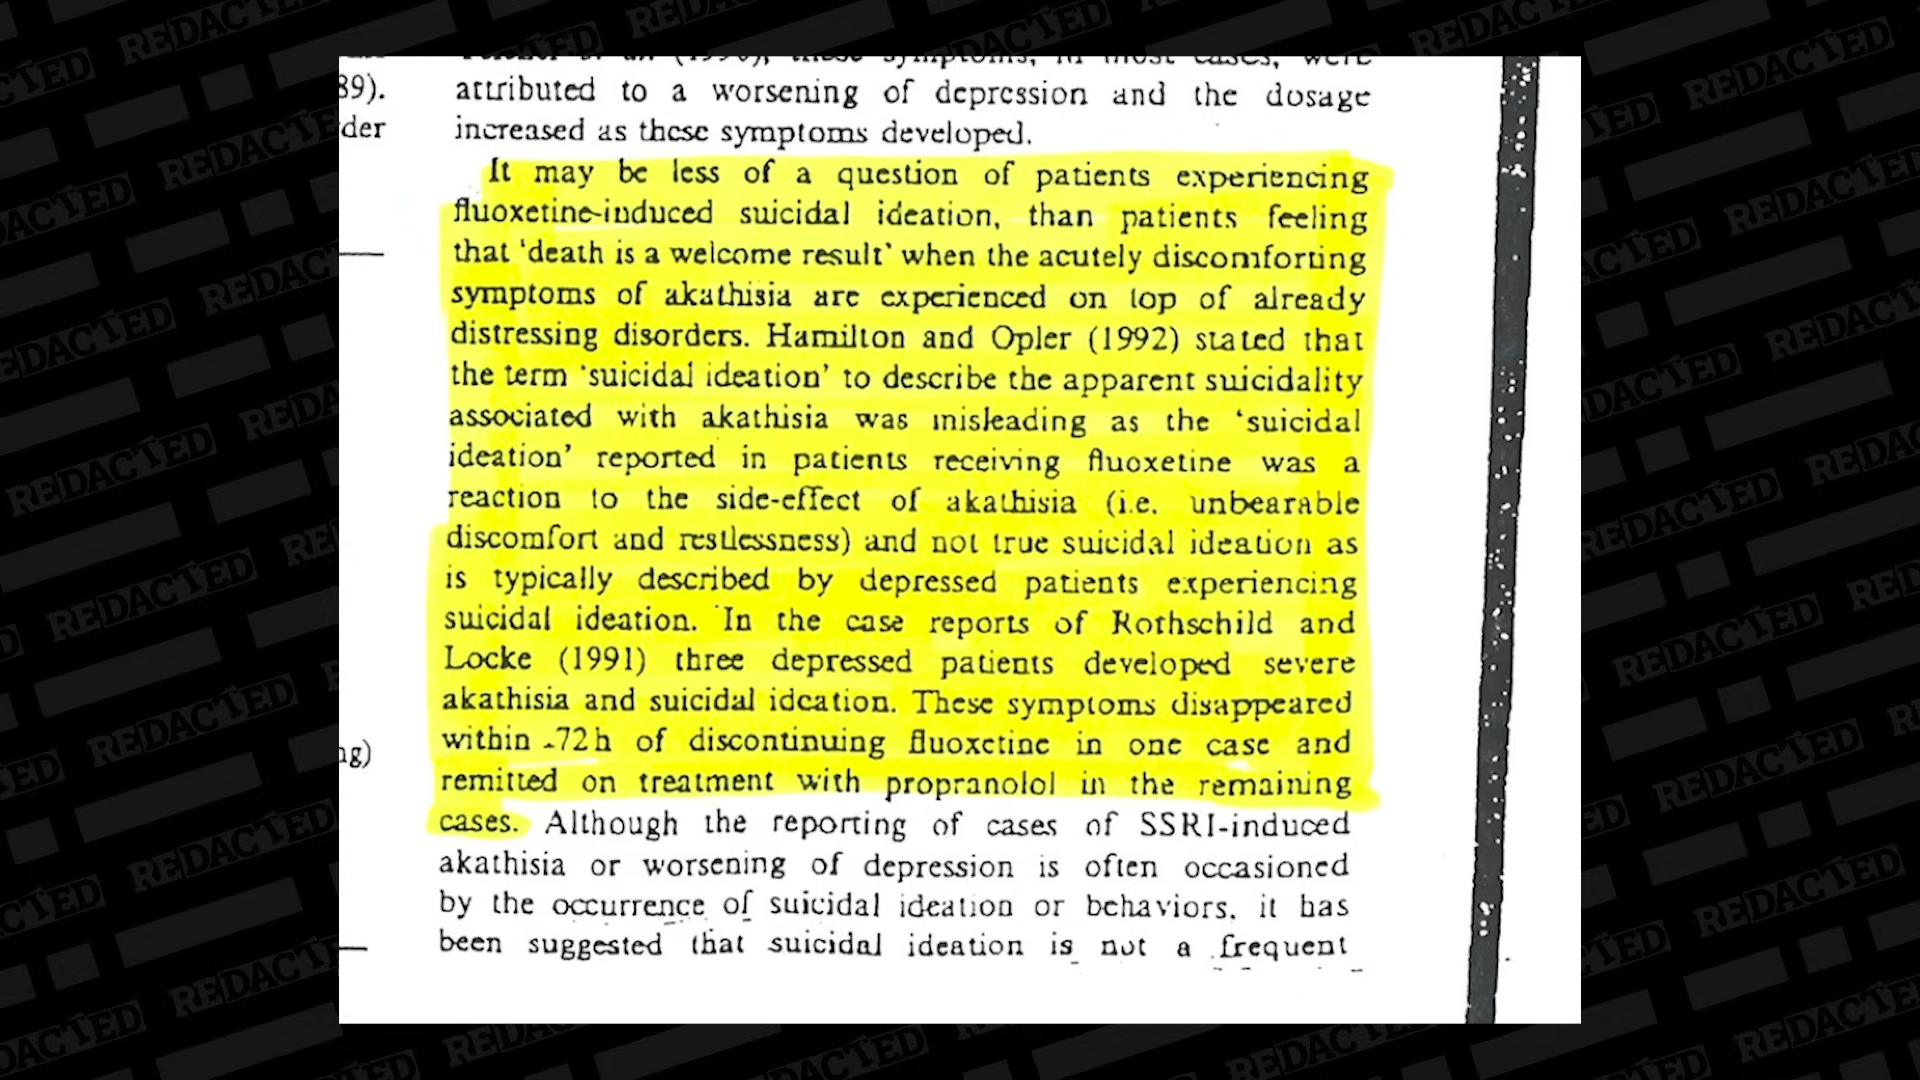 REDACTED
89).
der
symptoms, in most cases, were
attributed to a worsening of depression and the dosage
increased as these symptoms developed.
It may be less of a question of patients experiencing
fluoxetine-induced suicidal ideation, than patients feeling
that ‘death is a welcome result’ when the acutely discomforting
symptoms of akathisia are experienced on top of already
distressing disorders. Hamilton and Opler (1992) stated that
the term ‘suicidal ideation’ to describe the apparent suicidality
associated with akathisia was misleading as the ‘suicidal
ideation’ reported in patients receiving fluoxetine was a
reaction to the side-effect of akathisia (i.e. unbearable
discomfort and restlessness) and not true suicidal ideation as
is typically described by depressed patients experiencing
suicidal ideation. In the case reports of Rothschild and
Locke (1991) three depressed patients developed severe
akathisia and suicidal ideation. These symptoms disappeared
within 72 h of discontinuing fluoxetine in one case and
remitted on treatment with propranolol in the remaining
cases. Although the reporting of cases of SSRI-induced
akathisia or worsening of depression is often occasioned
by the occurrence of suicidal ideation or behaviors, it has
been suggested that suicidal ideation is not a frequent